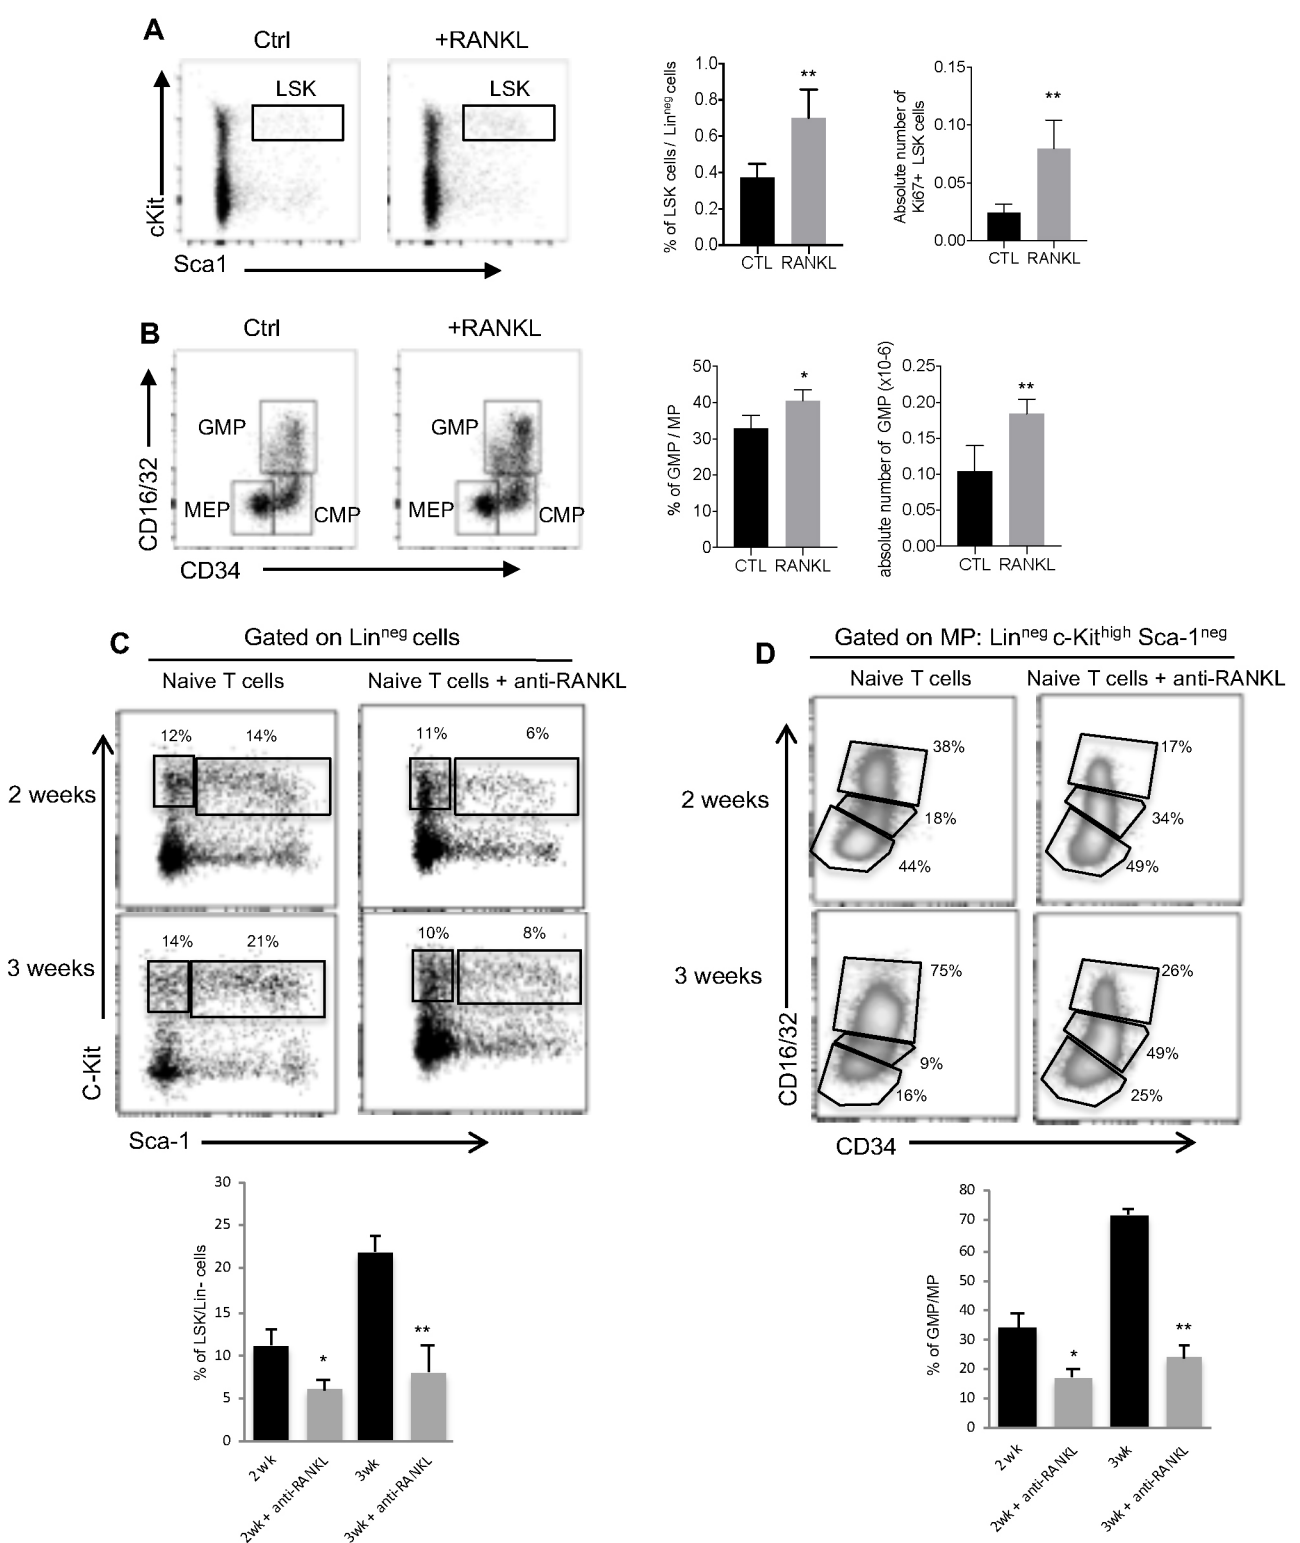 A
Ctrl
+RANKL
LSK
LSK
cKit
Sca1
% of LSK cells/ Linneg cells
1.0
0.8
0.6
0.4
0.2
0.0
**
CTL RANKL
Absolute number of
Ki67+ LSK cells
0.15
0.10
0.05
0.00
**
CTL RANKL
B
Ctrl
+RANKL
GMP
MEP
CMP
GMP
MEP
CMP
CD16/32
CD34
% of GMP / MP
50
40
30
20
10
0
*
CTL RANKL
absolute number of GMP (x10-6)
0.25
0.20
0.15
0.10
0.05
0.00
**
CTL RANKL
C
Gated on Linneg cells
Naive T cells
Naive T cells + anti-RANKL
2 weeks
12%
14%
11%
6%
3 weeks
14%
21%
10%
8%
C-Kit
Sca-1
% of LSK/Lin- cells
30
25
20
15
10
5
0
*
**
2wk
2wk + anti-RANKL
3wk
3wk + anti-RANKL
D
Gated on MP: Linneg c-Kithigh Sca-1neg
Naive T cells
Naive T cells + anti-RANKL
2 weeks
38%
18%
44%
17%
34%
49%
3 weeks
75%
9%
16%
26%
49%
25%
CD16/32
CD34
% of GMP/MP
80
70
60
50
40
30
20
10
0
*
**
2wk
2wk + anti-RANKL
3wk
3wk + anti-RANKL